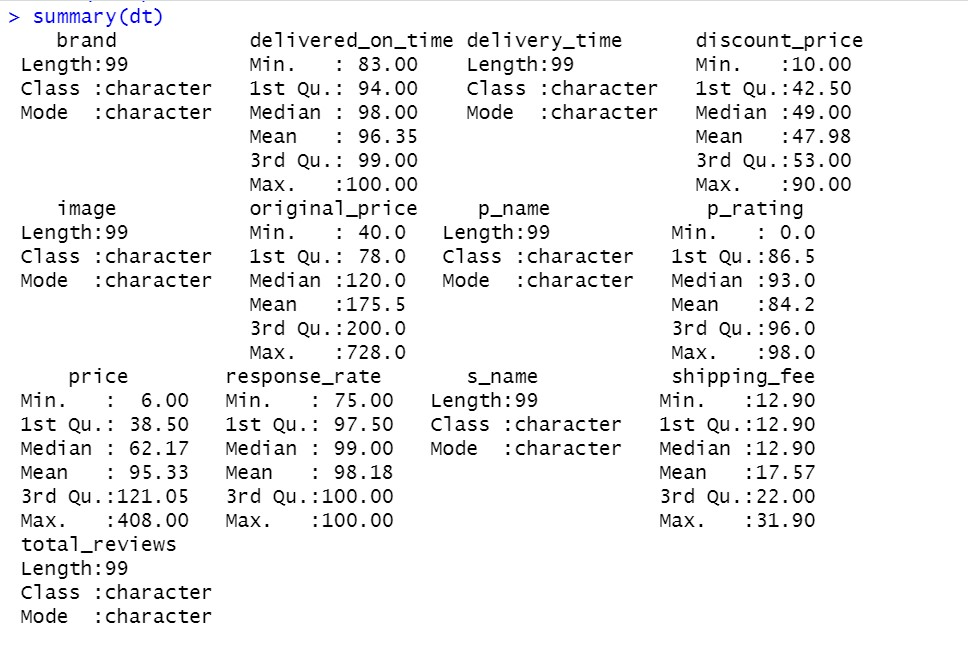 > summary(dt)
brand delivered_on_time delivery_time discount_price
Length:99 Min. : 83.00 Length:99 Min. :10.00
Class :character 1st Qu.: 94.00 Class :character 1st Qu.:42.50
Mode :character Median : 98.00 Mode :character Median :49.00
Mean : 96.35 Mean :47.98
3rd Qu.: 99.00 3rd Qu.:53.00
Max. :100.00 Max. :90.00
image original_price p_name p_rating
Length:99 Min. : 40.0 Length:99 Min. : 0.0
Class :character 1st Qu.: 78.0 Class :character 1st Qu.:86.5
Mode :character Median :120.0 Mode :character Median :93.0
Mean :175.5 Mean :84.2
3rd Qu.:200.0 3rd Qu.:96.0
Max. :728.0 Max. :98.0
price response_rate s_name shipping_fee
Min. : 6.00 Min. : 75.00 Length:99 Min. :12.90
1st Qu.: 38.50 1st Qu.: 97.50 Class :character 1st Qu.:12.90
Median : 62.17 Median : 99.00 Mode :character Median :12.90
Mean : 95.33 Mean : 98.18 Mean :17.57
3rd Qu.:121.05 3rd Qu.:100.00 3rd Qu.:22.00
Max. :408.00 Max. :100.00 Max. :31.90
total_reviews
Length:99
Class :character
Mode :character